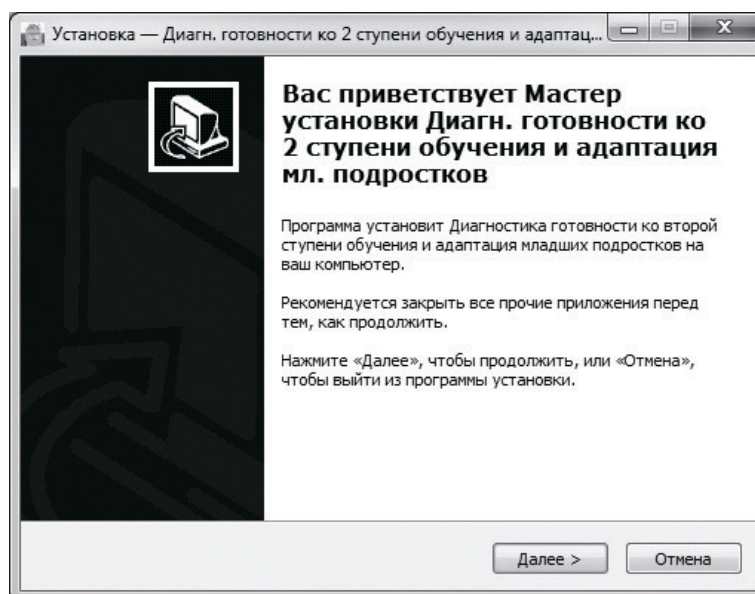 Установка — Диагн. готовности ко 2 ступени обучения и адаптац...
Вас приветствует Мастер
установки Диагн. готовности ко
2 ступени обучения и адаптация
мл. подростков
Программа установит Диагностика готовности ко второй
ступени обучения и адаптация младших подростков на
ваш компьютер.
Рекомендуется закрыть все прочие приложения перед
тем, как продолжить.
Нажмите «Далее», чтобы продолжить, или «Отмена»,
чтобы выйти из программы установки.
Далее >
Отмена